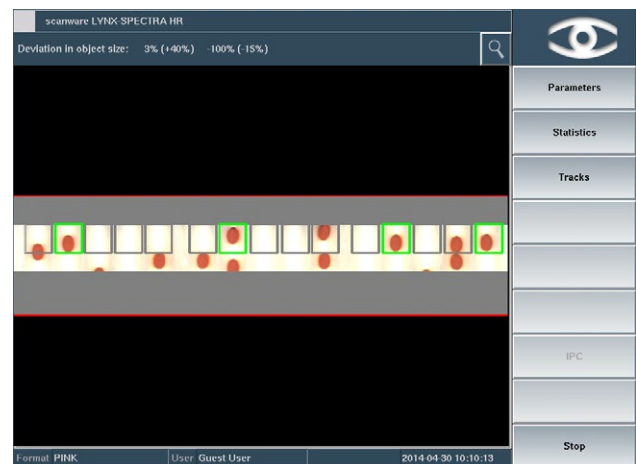 scanware LYNX-SPECTRA HR
Deviation in object size: 3% (+40%) -100% (-15%)
Parameters
Statistics
Tracks
IPC
Stop
Format PINK User Guest User 2014-04-30 10:10:13